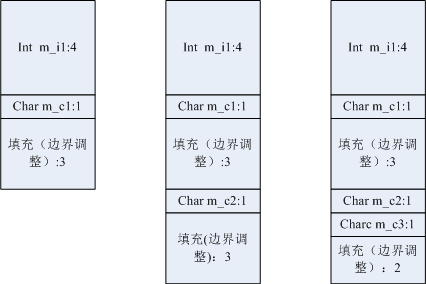 Int m_i1:4
Char m_c1:1
填充（边界调
整）:3
Int m_i1:4
Char m_c1:1
填充（边界调
整）:3
Char m_c2:1
填充(边界调
整)：3
Int m_i1:4
Char m_c1:1
填充（边界调
整）:3
Char m_c2:1
Charc m_c3:1
填充（边界调
整）：2